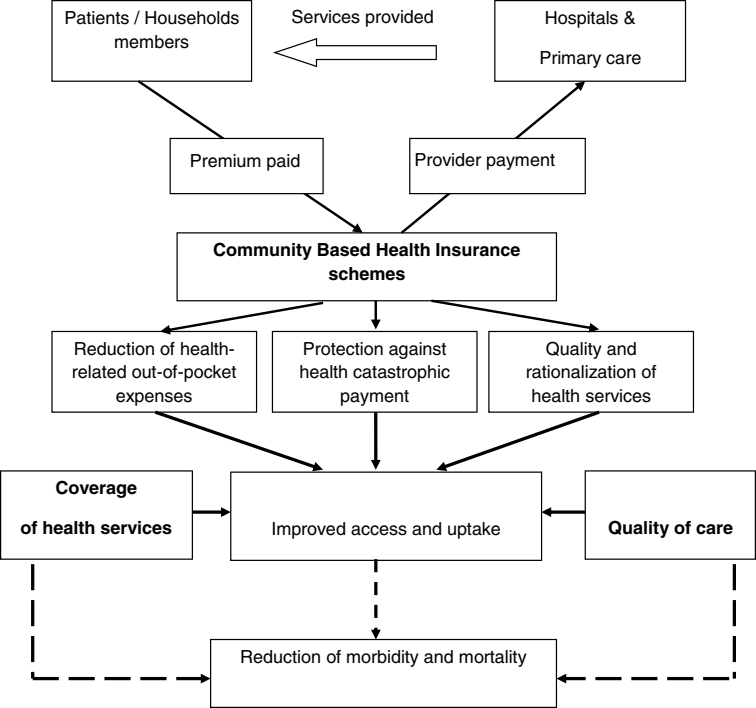 Patients / Households
members
Services provided
Hospitals &
Primary care
Premium paid
Provider payment
Community Based Health Insurance
schemes
Reduction of health-
related out-of-pocket
expenses
Protection against
health catastrophic
payment
Quality and
rationalization of
health services
Coverage
of health services
Improved access and uptake
Quality of care
Reduction of morbidity and mortality